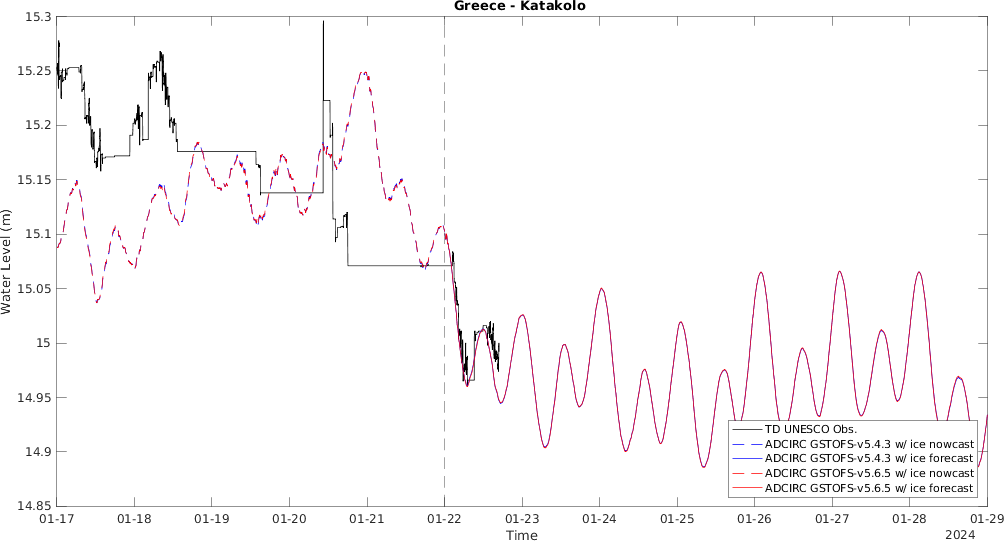 Greece - Katakolo
15.3
15.25
15.2
15.15
15.1
15.05
15
14.95
14.9
14.85
Water Level (m)
TD UNESCO Obs.
ADCIRC GSTOFS-v5.4.3 w/ ice nowcast
ADCIRC GSTOFS-v5.4.3 w/ ice forecast
ADCIRC GSTOFS-v5.6.5 w/ ice nowcast
ADCIRC GSTOFS-v5.6.5 w/ ice forecast
01-17 01-18 01-19 01-20 01-21 01-22 01-23 01-24 01-25 01-26 01-27 01-28 01-29
Time
2024